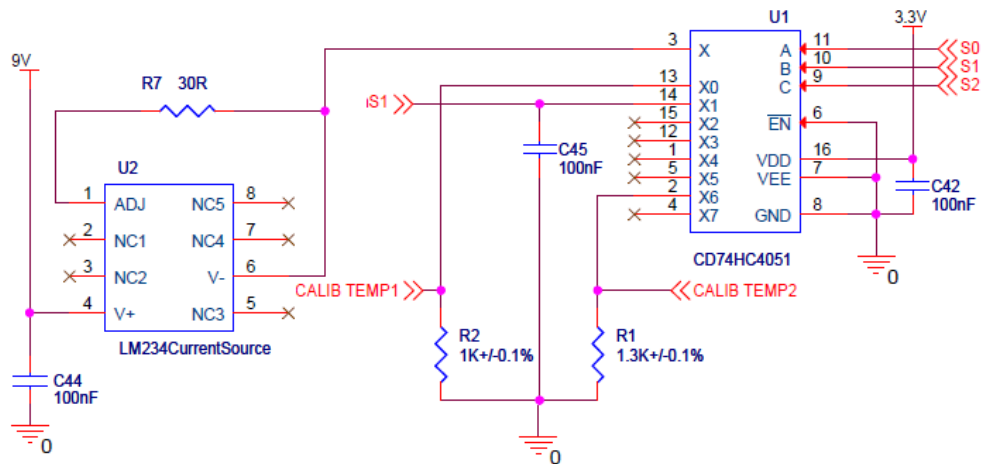 U1
3.3V
9V
R7 30R
3 X A 11 S0
B 10 S1
C 9 S2
13 X0
iS1 14 X1
15 X2 EN 6
12 X3
1 X4 VDD 16
5 X5 VEE 7
2 X6
4 X7 GND 8
C45
100nF
C42
100nF
CD74HC4051
U2
1 ADJ NC5 8
2 NC1 NC4 7
3 NC2 V- 6
4 V+ NC3 5
LM234CurrentSource
CALIB TEMP1
CALIB TEMP2
R2
1K+/-0.1%
R1
1.3K+/-0.1%
C44
100nF
0
0
0